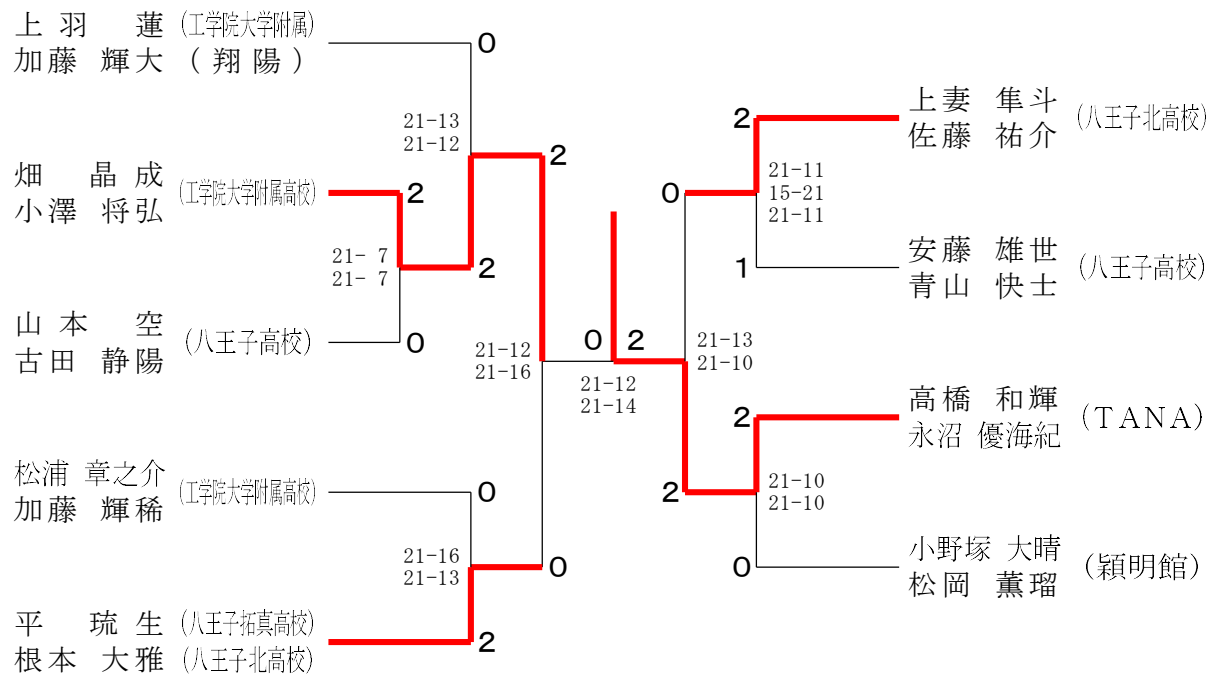 上羽 蓮 (工学院大学附属)
加藤 輝大 (翔陽)
0
21-13
21-12
2
畑 晶成
小澤 将弘
(工学院大学附属高校)
2
21- 7
21- 7
2
山本 空
古田 静陽
(八王子高校)
0
21-12
21-16
松浦 章之介
加藤 輝稀
(工学院大学附属高校)
0
21-16
21-13
0
平 琉生 (八王子拓真高校)
根本 大雅 (八王子北高校)
2
0 2
21-12
21-14
上妻 隼斗
佐藤 祐介
(八王子北高校)
2
21-11
15-21
21-11
0
安藤 雄世
青山 快士
(八王子高校)
1
21-13
21-10
高橋 和輝
永沼 優海紀
(TANA)
2
21-10
21-10
2
小野塚 大晴
松岡 薫瑠
(穎明館)
0